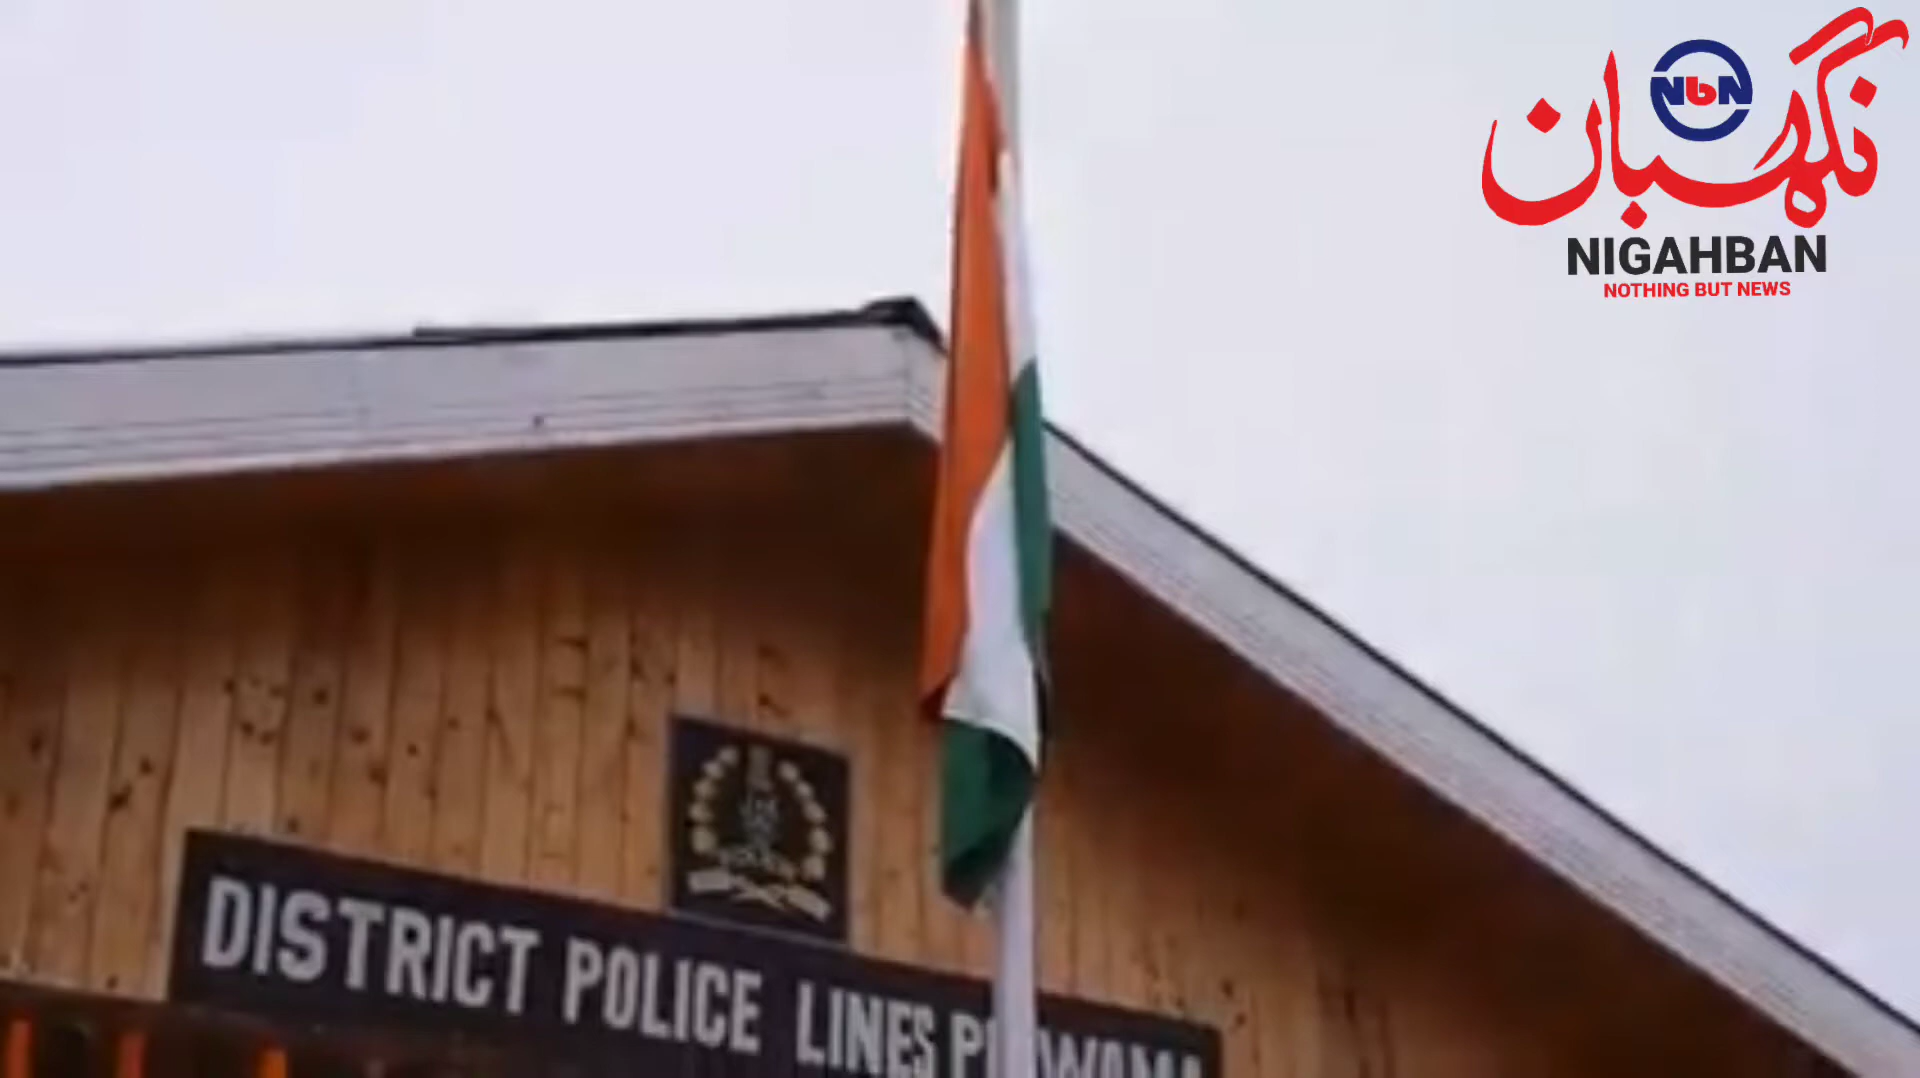 NbN
نگہبان
NIGAHBAN
NOTHING BUT NEWS
DISTRICT POLICE LINES